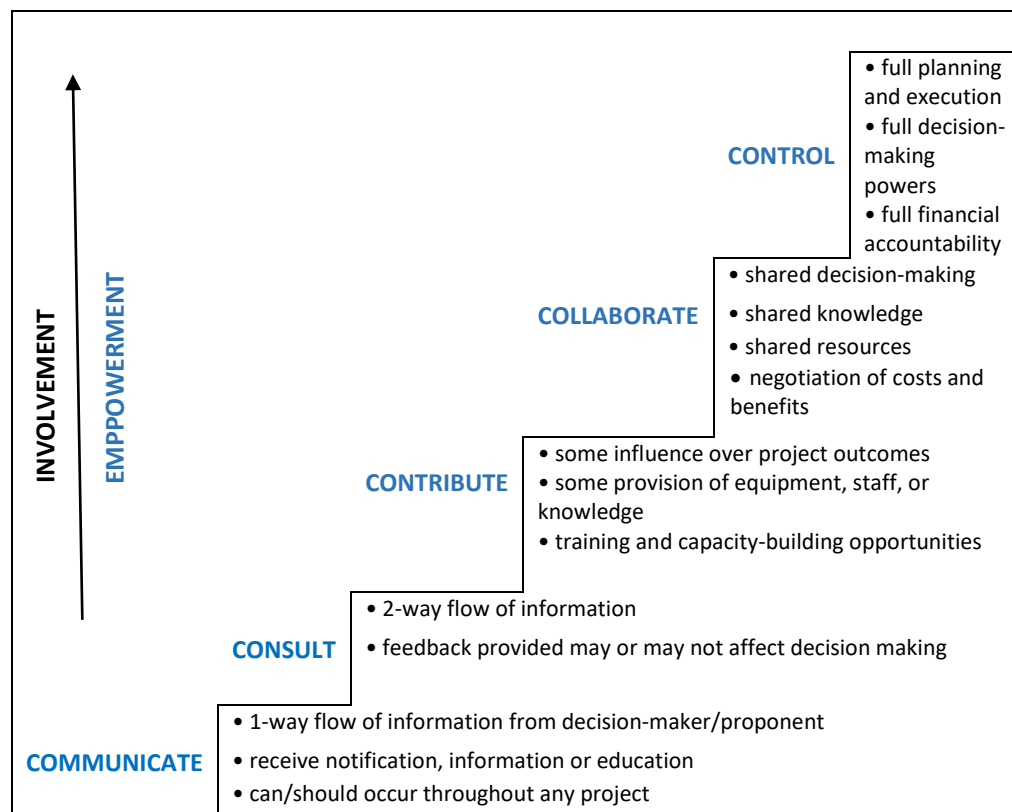 • full planning
and execution
• full decision-
making
powers
• full financial
accountability
CONTROL
• shared decision-making
• shared knowledge
• shared resources
• negotiation of costs and
benefits
COLLABORATE
INVOLVEMENT
EMPPOWERMENT
• some influence over project outcomes
• some provision of equipment, staff, or
knowledge
• training and capacity-building opportunities
CONTRIBUTE
• 2-way flow of information
• feedback provided may or may not affect decision making
CONSULT
• 1-way flow of information from decision-maker/proponent
• receive notification, information or education
• can/should occur throughout any project
COMMUNICATE